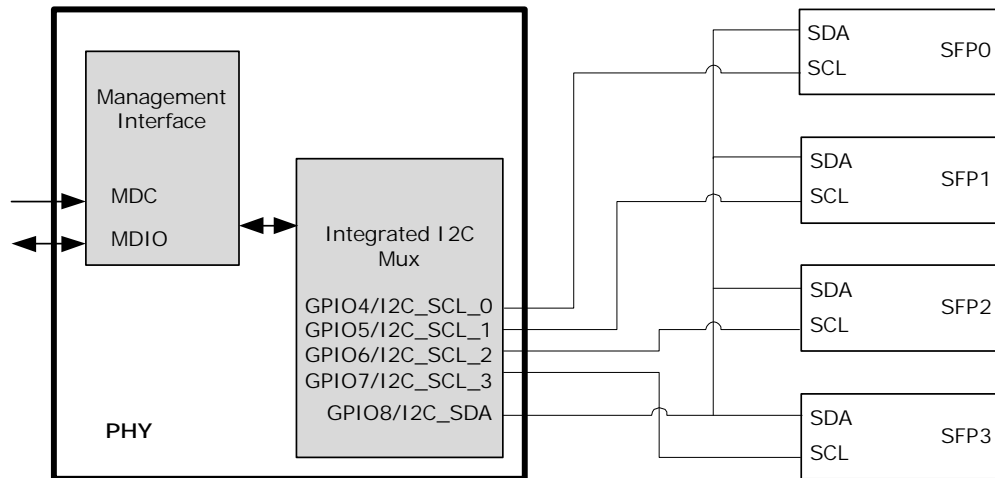 Management
Interface
MDC
MDIO
Integrated I2C
Mux
GPIO4/I2C_SCL_0
GPIO5/I2C_SCL_1
GPIO6/I2C_SCL_2
GPIO7/I2C_SCL_3
GPIO8/I2C_SDA
PHY
SDA
SCL
SFP0
SDA
SCL
SFP1
SDA
SCL
SFP2
SDA
SCL
SFP3